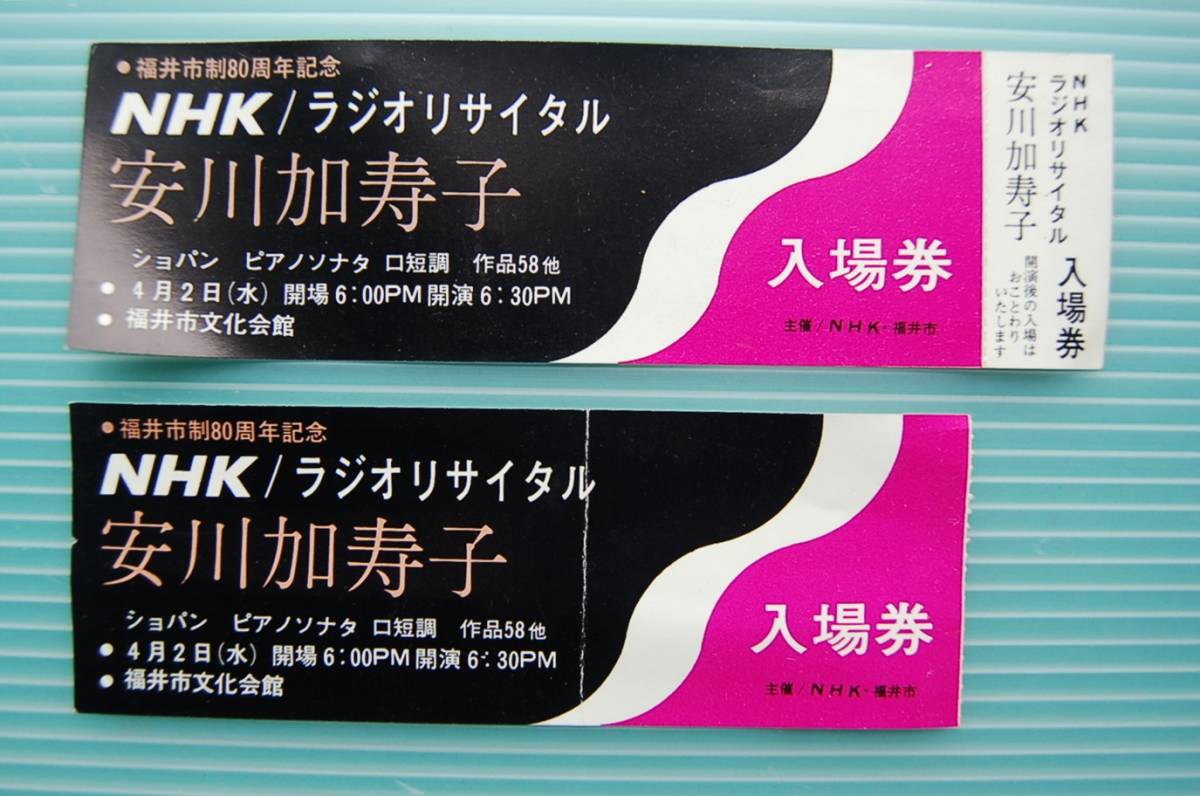 ●福井市制80周年記念
NHK/ラジオリサイタル
安川加寿子
ショパン ピアノソナタ ロ短調 作品58他
● 4月2日(水) 開場6:00PM 開演6:30PM
● 福井市文化会館
入場券
主催/NHK・福井市
NHK
ラジオリサイタル
安川加寿子
入場券
開演後の入場は
おことわり
いたします
●福井市制80周年記念
NHK/ラジオリサイタル
安川加寿子
ショパン ピアノソナタ ロ短調 作品58他
● 4月2日(水) 開場6:00PM 開演6:30PM
● 福井市文化会館
入場券
主催/NHK・福井市